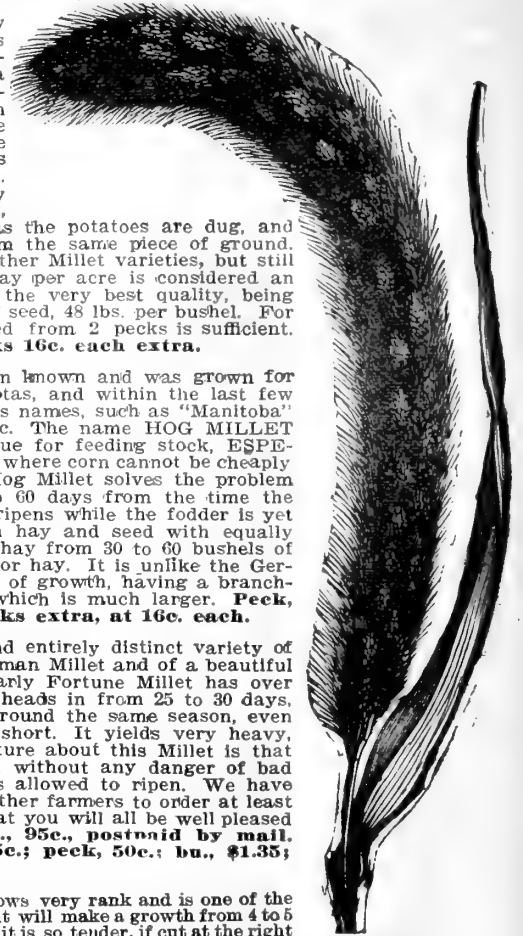 y
s
a
n
e
e
s
y
s the potatoes are dug, and
m the same piece of ground.
ther Millet varieties, but still
ay per acre is considered an
the very best quality, being
seed, 48 lbs. per bushel. For
ed from 2 pecks is sufficient.
ks 16c. each extra.
n known and was grown for
otas, and within the last few
s names, such as "Manitoba"
c. The name HOG MILLET
ue for feeding stock, ESPE-
where corn cannot be cheaply
Hog Millet solves the problem
o 60 days from the time the
ripens while the fodder is yet
n hay and seed with equally
hay from 30 to 60 bushels of
or hay. It is unlike the Ger-
of growth, having a branch-
which is much larger. Peck,
ks extra, at 16c. each.
nd entirely distinct variety of
man Millet and of a beautiful
arly Fortune Millet has over
heads in from 25 to 30 days,
round the same season, even
short. It yields very heavy,
ture about this Millet is that
without any danger of bad
s allowed to ripen. We have
ther farmers to order at least
at you will all be well pleased
., 95c., postpaid by mail.
5c.; peck, 50c.; bu., $1.35;
ows very rank and is one of the
t will make a growth from 4 to 5
it is so tender, if cut at the right